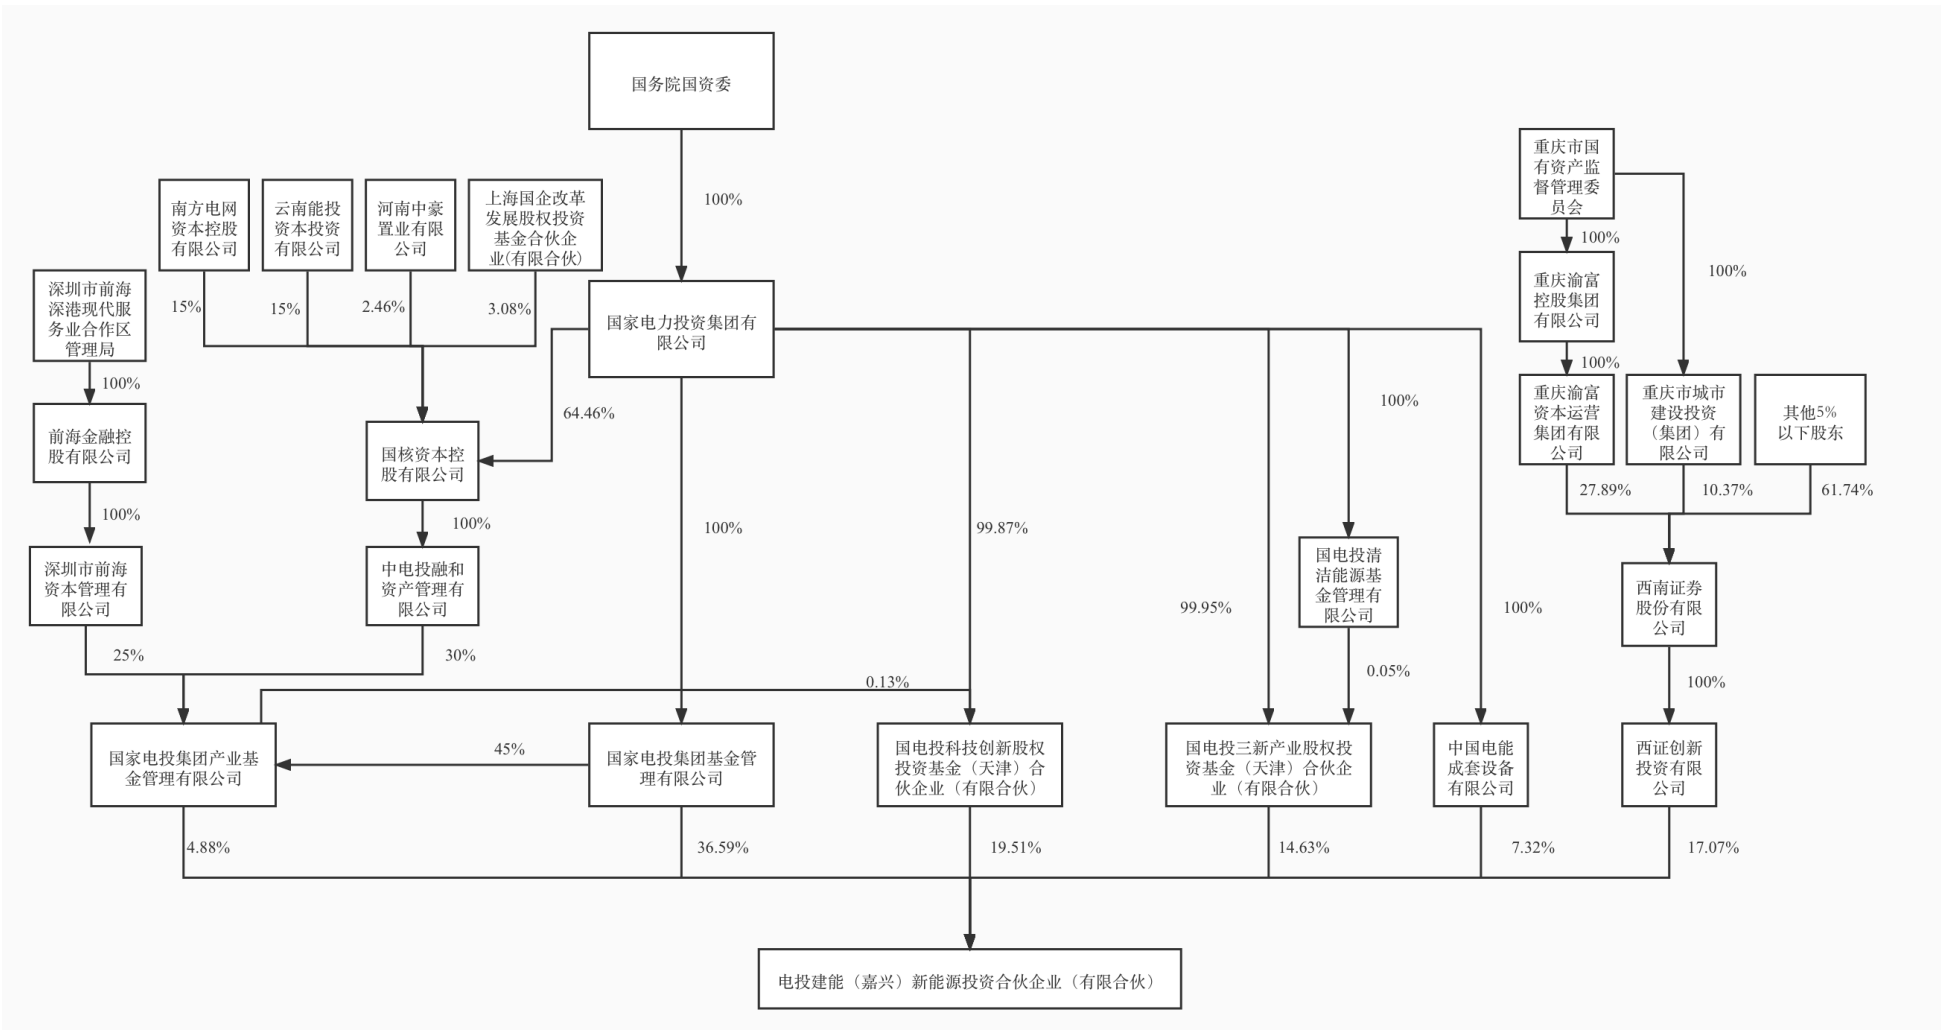 国务院国资委
100%
重庆市国
有资产监
督管理委
员会
南方电网
资本控股
有限公司
云南能投
资本投资
有限公司
河南中豪
置业有限
公司
上海国企改革
发展股权投资
基金合伙企
业(有限合伙)
100%
100%
重庆渝富
控股集团
有限公司
深圳市前海
深港现代服
务业合作区
管理局
15%
15%
2.46%
3.08%
国家电力投资集团有
限公司
100%
100%
64.46%
100%
重庆渝富
资本运营
集团有限
公司
重庆市城市
建设投资
（集团）有
限公司
其他5%
以下股东
前海金融控
股有限公司
国核资本控
股有限公司
27.89%
10.37%
61.74%
100%
100%
100%
99.87%
深圳市前海
资本管理有
限公司
中电投融和
资产管理有
限公司
国电投清
洁能源基
金管理有
限公司
99.95%
100%
西南证券
股份有限
公司
25%
30%
0.13%
0.05%
100%
国家电投集团产业基
金管理有限公司
45%
国家电投集团基金管
理有限公司
国电投科技创新股权
投资基金（天津）合
伙企业（有限合伙）
国电投三新产业股权投
资基金（天津）合伙企
业（有限合伙）
中国电能
成套设备
有限公司
西证创新
投资有限
公司
4.88%
36.59%
19.51%
14.63%
7.32%
17.07%
电投建能（嘉兴）新能源投资合伙企业（有限合伙）